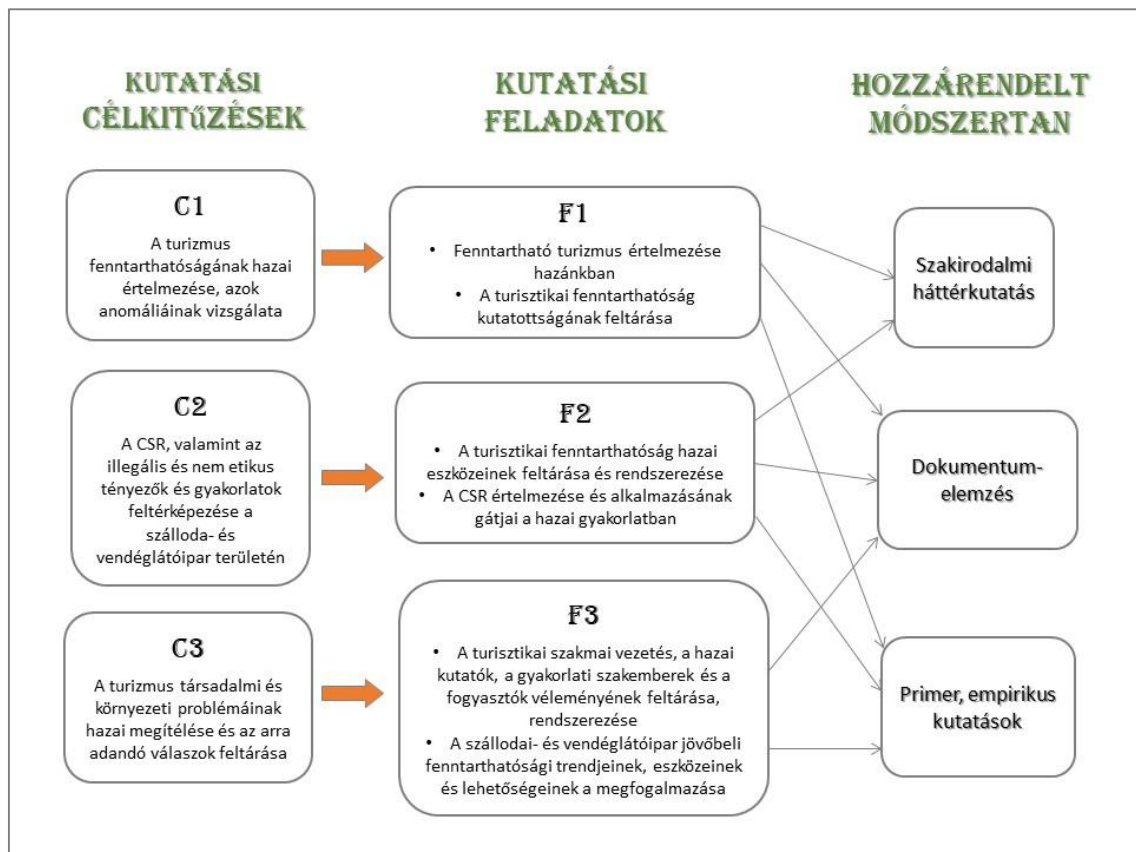 KUTATÁSI
CÉLKITŰZÉSEK
KUTATÁSI
FELADATOK
HOZZÁRENDELT
MÓDSZERTAN
C1
A turizmus
fenntarthatóságának hazai
értelmezése, azok
anomáliáinak vizsgálata
F1
• Fenntartható turizmus értelmezése
hazánkban
• A turisztikai fenntarthatóság
kutatottságának feltárása
Szakirodalmi
háttérkutatás
C2
A CSR, valamint az
illegális és nem etikus
tényezők és gyakorlatok
feltérképezése a
szálloda- és
vendéglátóipar területén
F2
• A turisztikai fenntarthatóság hazai
eszközeinek feltárása és rendszerezése
• A CSR értelmezése és alkalmazásának
gátjai a hazai gyakorlatban
Dokumentum-
elemzés
C3
A turizmus társadalmi és
környezeti problémáinak
hazai megítélése és az arra
adandó válaszok feltárása
F3
• A turisztikai szakmai vezetés, a hazai
kutatók, a gyakorlati szakemberek és a
fogyasztók véleményének feltárása,
rendszerezése
• A szállodai- és vendéglátóipar jövőbeli
fenntarthatósági trendjeinek, eszközeinek
és lehetőségeinek a megfogalmazása
Primer, empirikus
kutatások